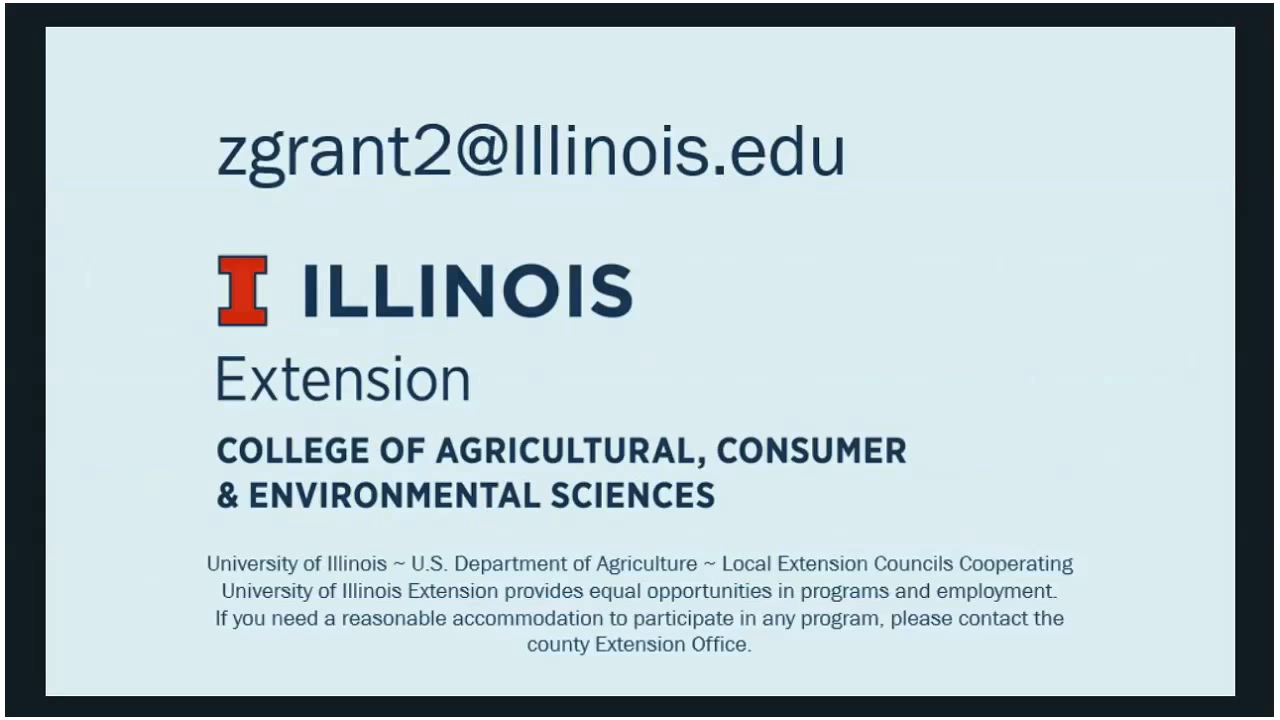 zgrant2@Illinois.edu
I ILLINOIS
Extension
COLLEGE OF AGRICULTURAL, CONSUMER
& ENVIRONMENTAL SCIENCES
University of Illinois ~ U.S. Department of Agriculture ~ Local Extension Councils Cooperating
University of Illinois Extension provides equal opportunities in programs and employment.
If you need a reasonable accommodation to participate in any program, please contact the
county Extension Office.